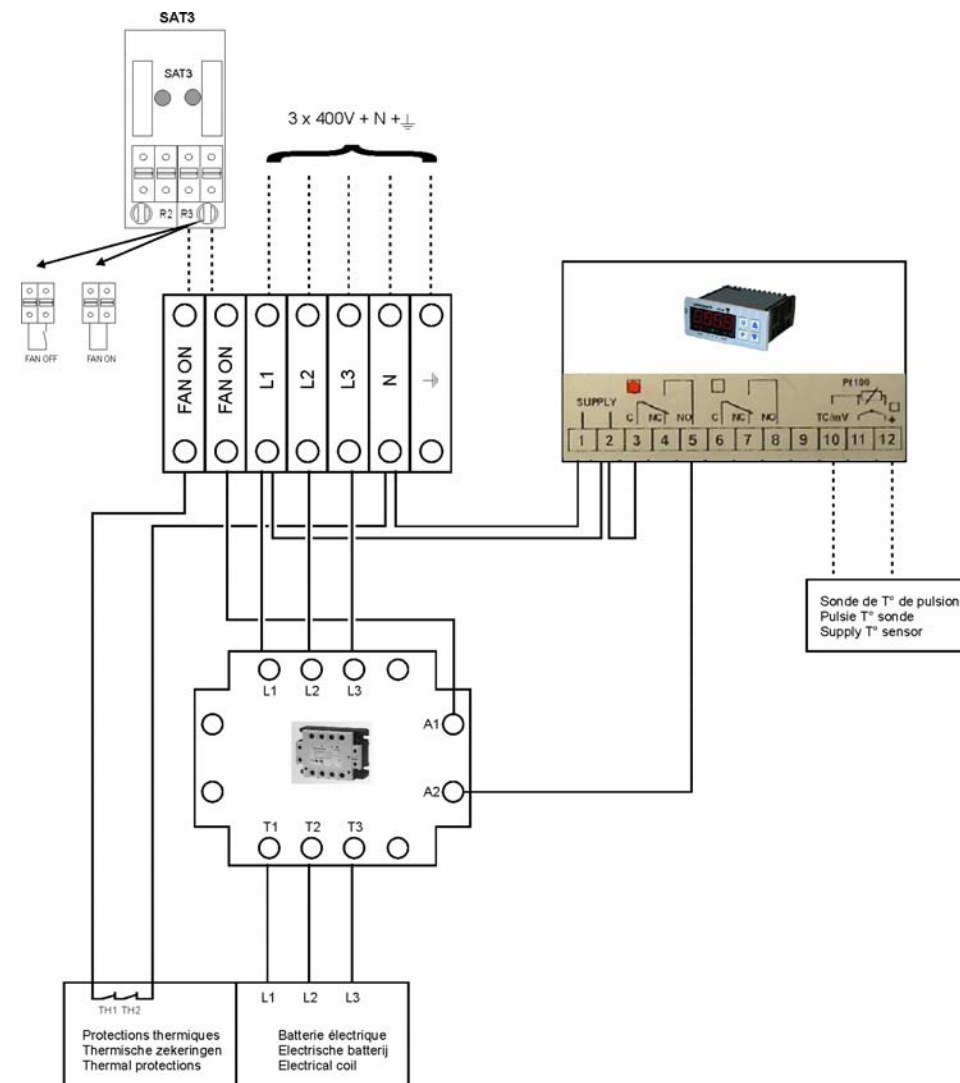 SAT3
SAT3
3 x 400V + N +
R2 R3
FAN OFF
FAN ON
FAN ON
FAN ON
L1
L2
L3
N
SUPPLY
C NC NO C NC NO
Pt100
TC/mV
+
1 2 3 4 5 6 7 8 9 10 11 12
Sonde de T° de pulsion
Pulsie T° sonde
Supply T° sensor
L1 L2 L3
A1
A2
T1 T2 T3
TH1 TH2
L1 L2 L3
Protections thermiques
Thermische zekeringen
Thermal protections
Batterie électrique
Electrische batterij
Electrical coil